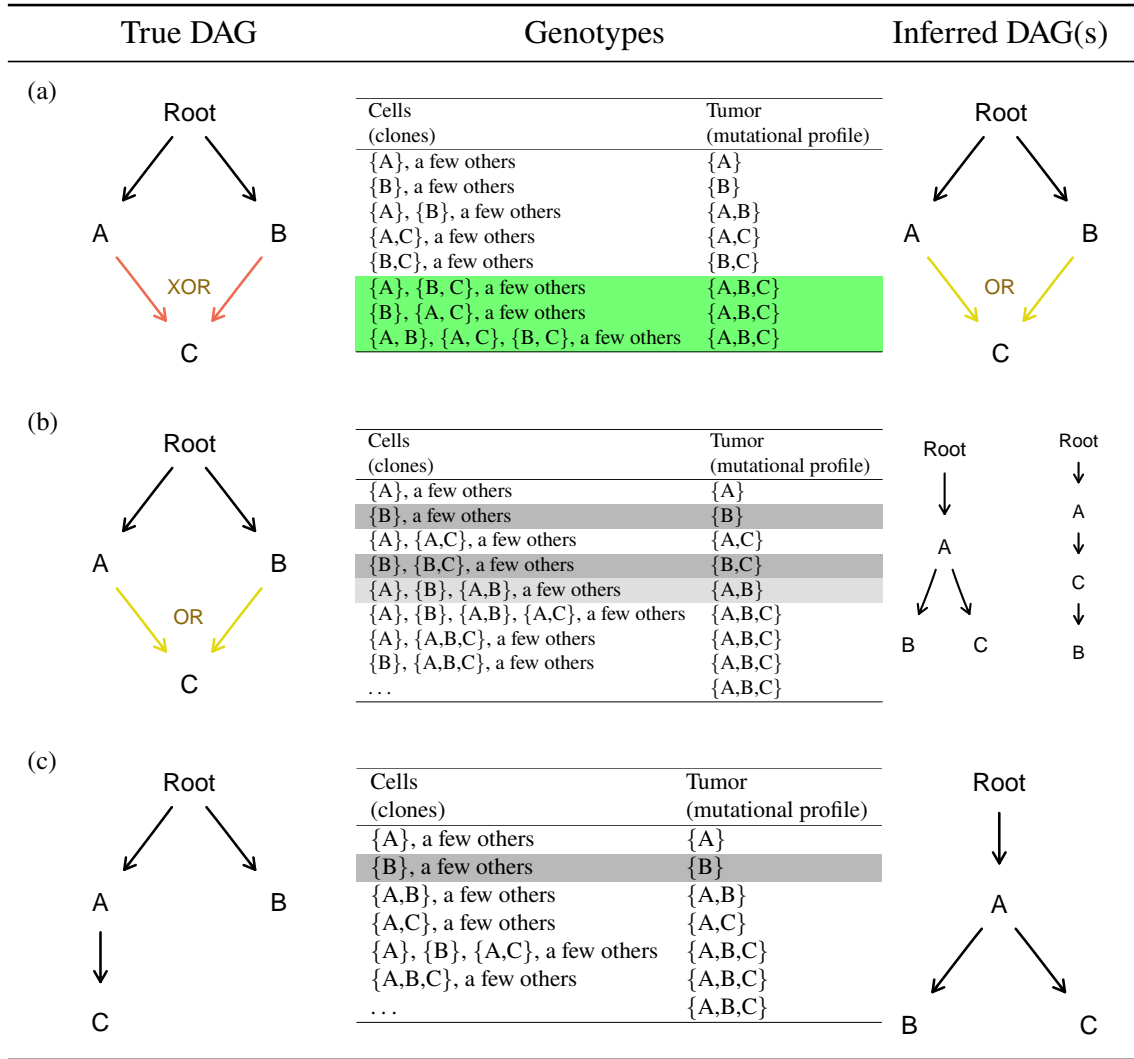 True DAG Genotypes Inferred DAG(s)
(a)
Root
A B
XOR
C
Cells Tumor
(clones) (mutational profile)
{A}, a few others {A}
{B}, a few others {B}
{A}, {B}, a few others {A,B}
{A,C}, a few others {A,C}
{B,C}, a few others {B,C}
{A}, {B, C}, a few others {A,B,C}
{B}, {A, C}, a few others {A,B,C}
{A, B}, {A, C}, {B, C}, a few others {A,B,C}
Root
A B
OR
C
(b)
Root
A B
OR
C
Cells Tumor
(clones) (mutational profile)
{A}, a few others {A}
{B}, a few others {B}
{A}, {A,C}, a few others {A,C}
{B}, {B,C}, a few others {B,C}
{A}, {B}, {A,B}, a few others {A,B}
{A}, {B}, {A,B}, {A,C}, a few others {A,B,C}
{A}, {A,B,C}, a few others {A,B,C}
{B}, {A,B,C}, a few others {A,B,C}
. . . {A,B,C}
Root
A
B C
Root
A
C
B
(c)
Root
A B
C
Cells Tumor
(clones) (mutational profile)
{A}, a few others {A}
{B}, a few others {B}
{A,B}, a few others {A,B}
{A,C}, a few others {A,C}
{A}, {B}, {A,C}, a few others {A,B,C}
{A,B,C}, a few others {A,B,C}
. . . {A,B,C}
Root
A
B C